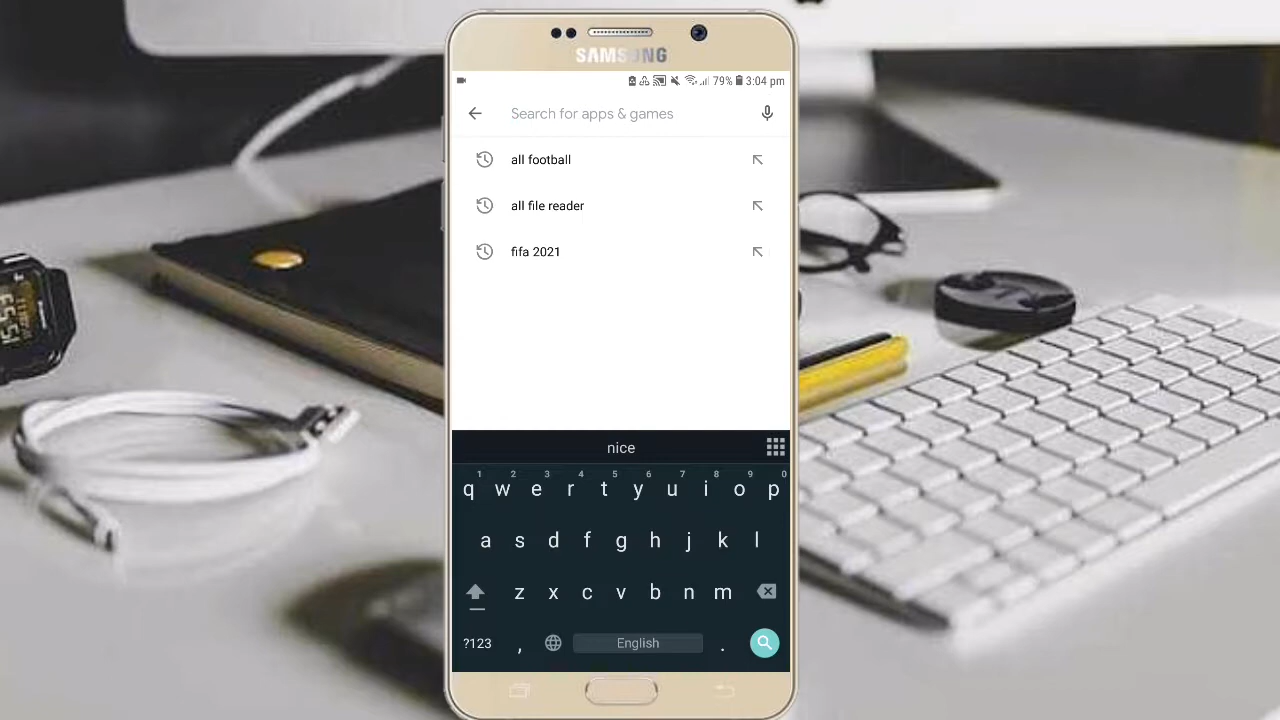 SAMSUNG
79% 3:04 pm
Search for apps & games
all football
all file reader
fifa 2021
nice
1 2 3 4 5 6 7 8 9 0
q w e r t y u i o p
a s d f g h j k l
z x c v b n m
?123 , English .